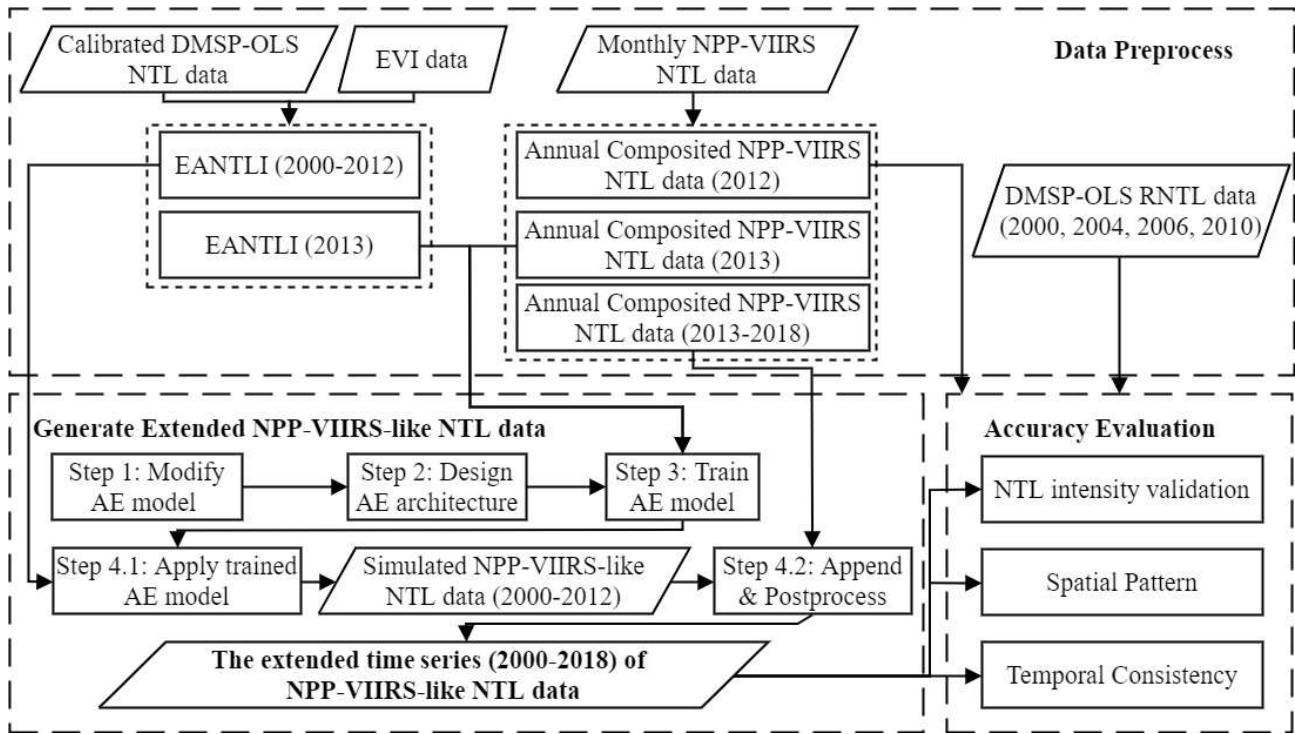 Calibrated DMSP-OLS
NTL data
EVI data
Monthly NPP-VIIRS
NTL data
Data Preprocess
EANTLI (2000-2012)
EANTLI (2013)
Annual Composited NPP-VIIRS
NTL data (2012)
Annual Composited NPP-VIIRS
NTL data (2013)
Annual Composited NPP-VIIRS
NTL data (2013-2018)
DMSP-OLS RNTL data
(2000, 2004, 2006, 2010)
Generate Extended NPP-VIIRS-like NTL data
Step 1: Modify
AE model
Step 2: Design
AE architecture
Step 3: Train
AE model
Step 4.1: Apply trained
AE model
Simulated NPP-VIIRS-like
NTL data (2000-2012)
Step 4.2: Append
& Postprocess
The extended time series (2000-2018) of
NPP-VIIRS-like NTL data
Accuracy Evaluation
NTL intensity validation
Spatial Pattern
Temporal Consistency